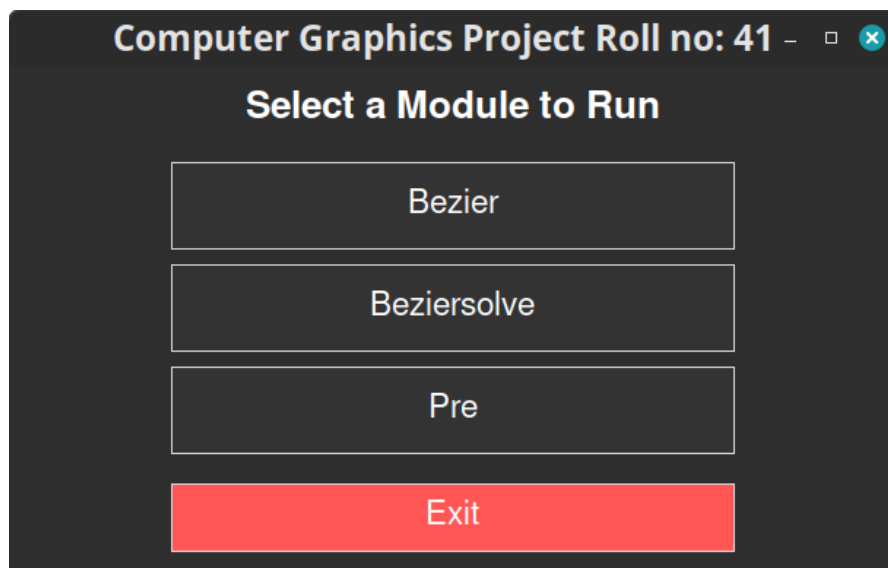 Computer Graphics Project Roll no: 41
Select a Module to Run
Bezier
Beziersolve
Pre
Exit